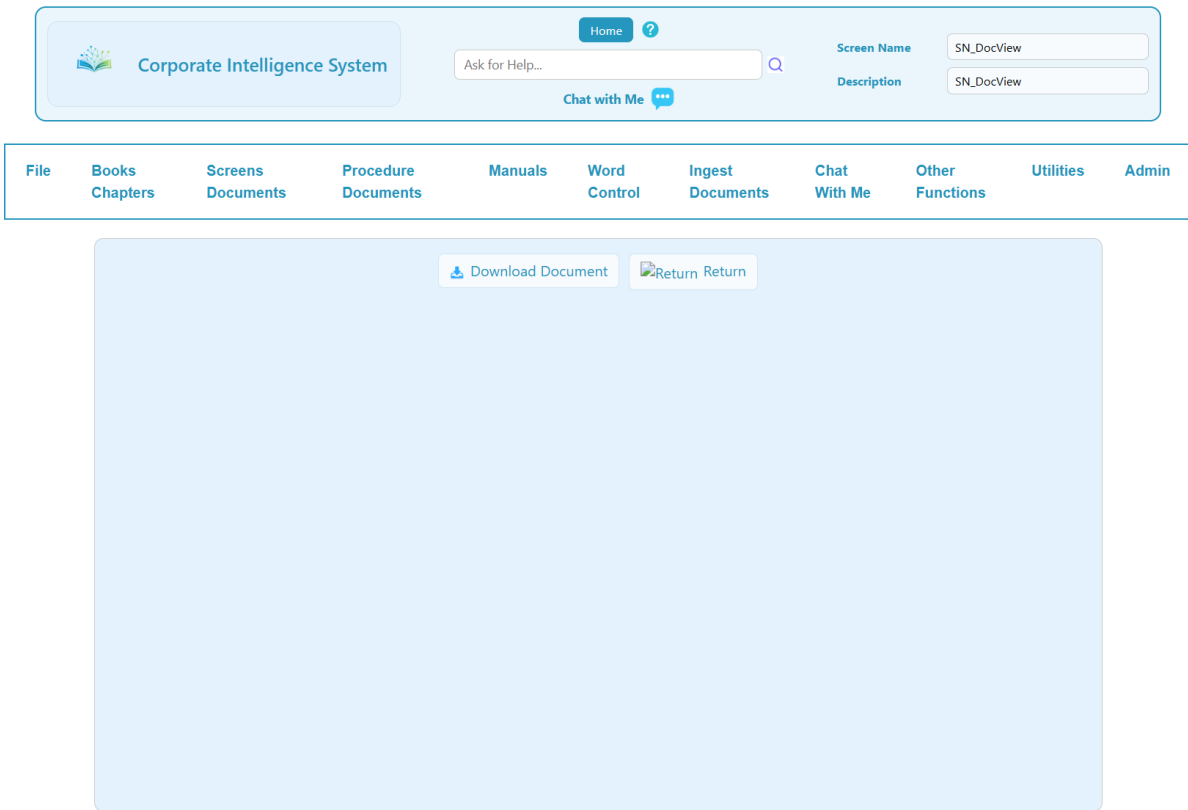 Home
Corporate Intelligence System
Ask for Help...
Chat with Me
Screen Name
SN_DocView
Description
SN_DocView
File
Books
Chapters
Screens
Documents
Procedure
Documents
Manuals
Word
Control
Ingest
Documents
Chat
With Me
Other
Functions
Utilities
Admin
Download Document
Return Return